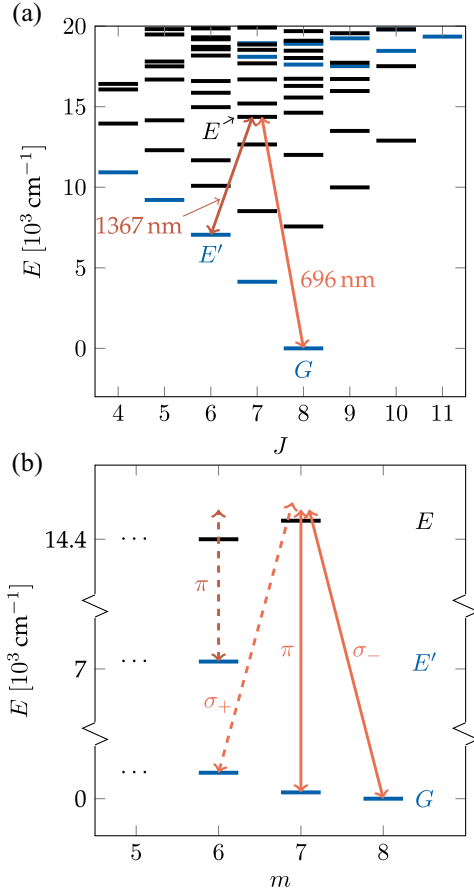 (a)
20
15
10
5
0
E [10³ cm⁻¹]
E
1367 nm
E′
696 nm
G
4 5 6 7 8 9 10 11
J
(b)
14.4
7
0
E [10³ cm⁻¹]
... E
π
... σ₊ π σ₋ E′
... G
5 6 7 8
m